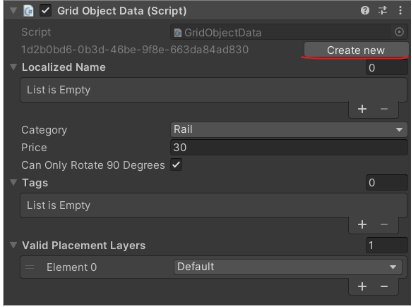 Grid Object Data (Script)
Script GridObjectData
1d2b0bd6-0b3d-46be-9f8e-663da84ad830 Create new
Localized Name 0
List is Empty
+ −
Category Rail
Price 30
Can Only Rotate 90 Degrees
Tags 0
List is Empty
+ −
Valid Placement Layers 1
Element 0 Default
+ −